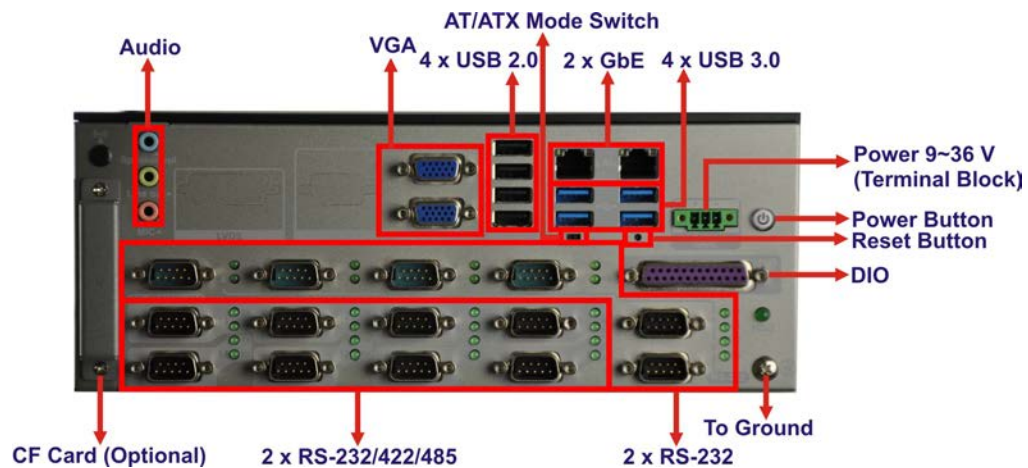 AT/ATX Mode Switch
Audio
VGA
4 x USB 2.0
2 x GbE
4 x USB 3.0
Power 9~36 V
(Terminal Block)
Power Button
Reset Button
DIO
To Ground
CF Card (Optional)
2 x RS-232/422/485
2 x RS-232